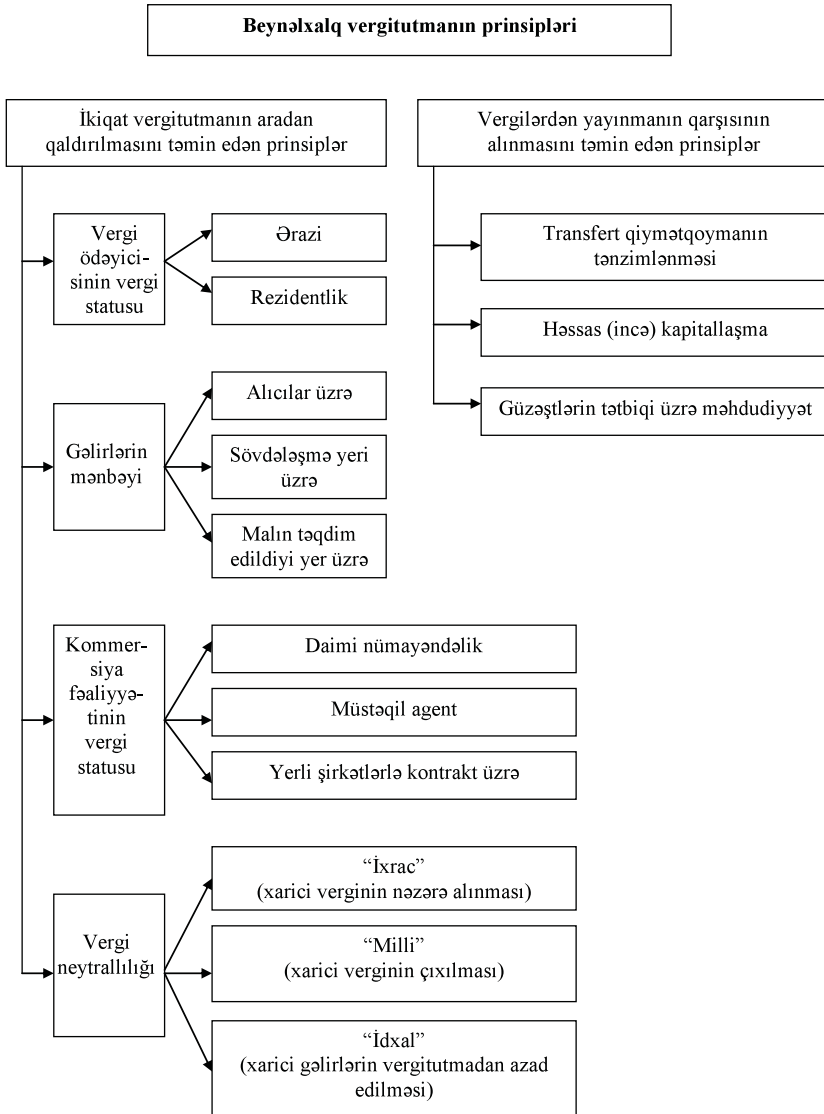 Beynəlxalq vergitutmanın prinsipləri
İkiqat vergitutmanın aradan
qaldırılmasını təmin edən prinsiplər
Vergi
ödəyici-
sinin vergi
statusu
Ərazi
Rezidentlik
Gəlirlərin
mənbəyi
Alıcılar üzrə
Sövdələşmə yeri
üzrə
Malın təqdim
edildiyi yer üzrə
Kommer-
siya
fəaliyyə-
tinin
vergi
statusu
Daimi nümayəndəlik
Müstəqil agent
Yerli şirkətlərlə kontrakt üzrə
Vergi
neytrallılığı
“İxrac”
(xarici verginin nəzərə alınması)
“Milli”
(xarici verginin çıxılması)
“İdxal”
(xarici gəlirlərin vergitutmadan azad
edilməsi)
Vergilərdən yayınmanın qarşısının
alınmasını təmin edən prinsiplər
Transfert qiymətqoymanın
tənzimlənməsi
Həssas (incə) kapitallaşma
Güzəştlərin tətbiqi üzrə məhdudiyyət